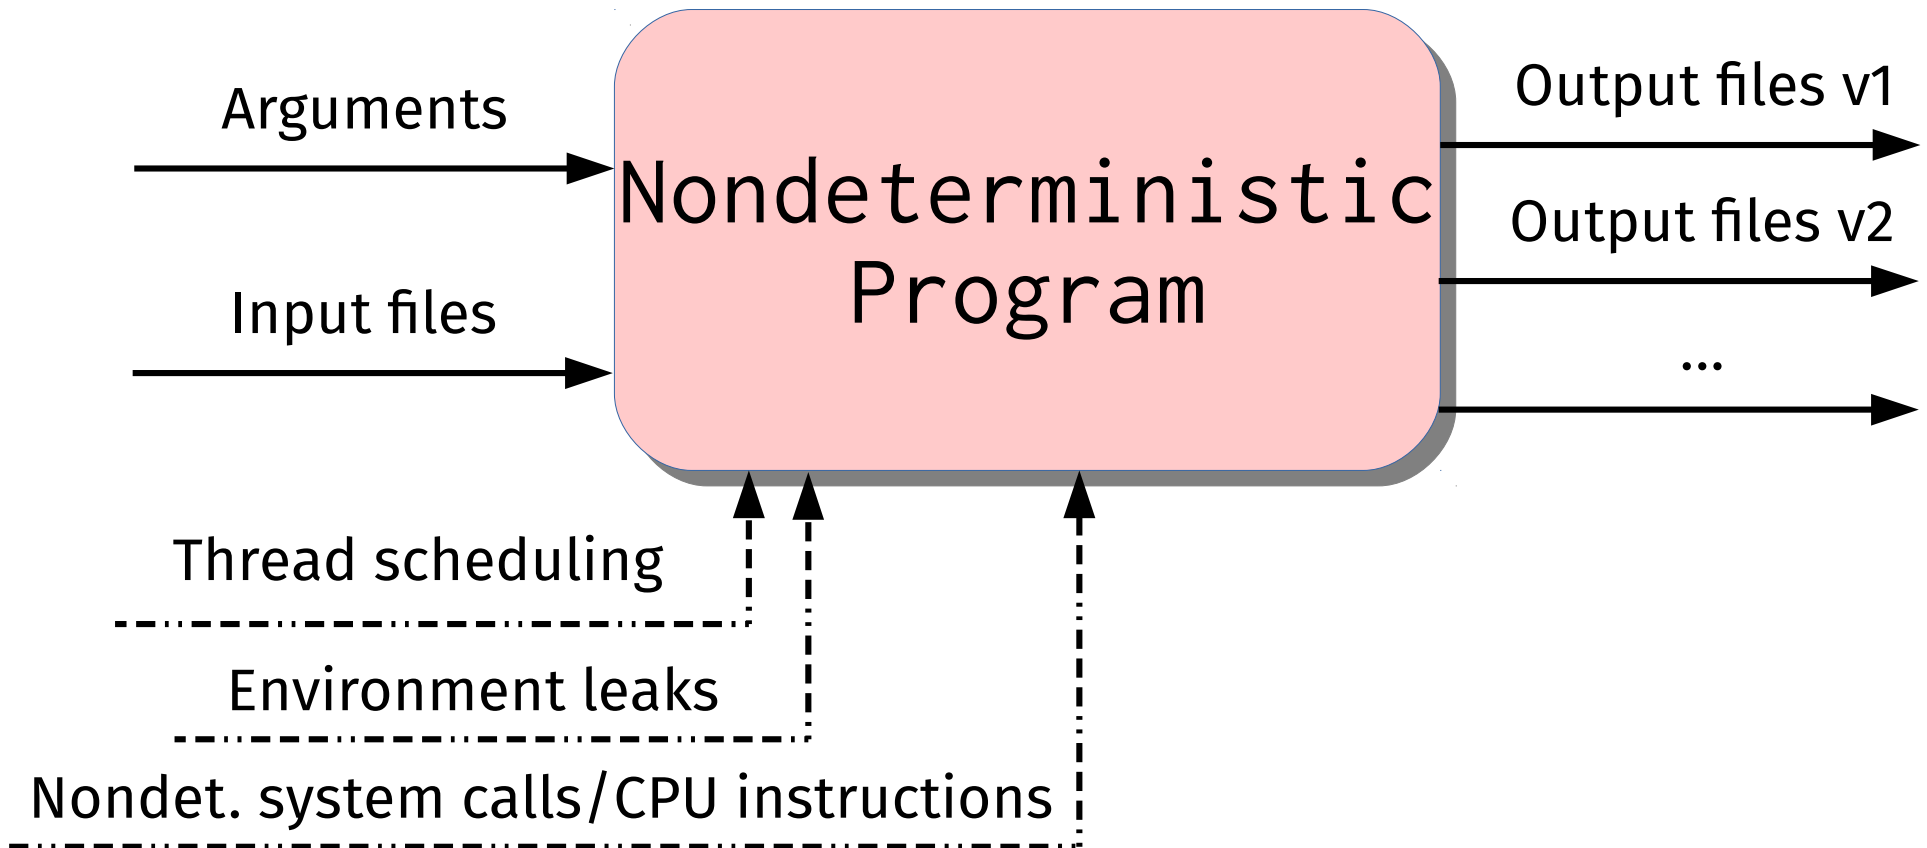 Arguments
Input files
Nondeterministic
Program
Output files v1
Output files v2
...
Thread scheduling
Environment leaks
Nondet. system calls/CPU instructions